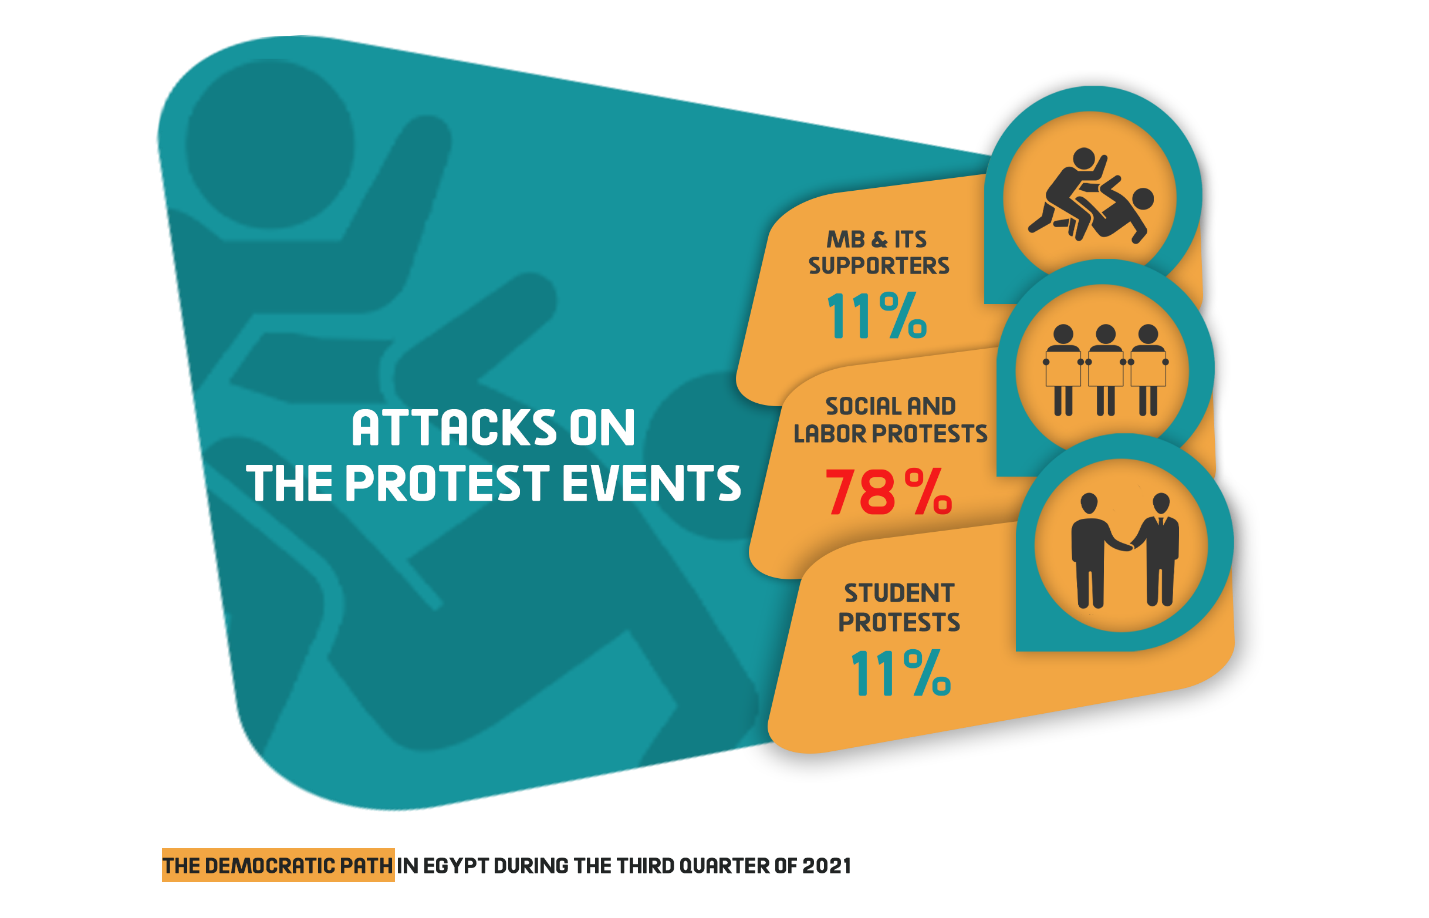 ATTACKS ON
THE PROTEST EVENTS
MB & ITS
SUPPORTERS
11%
SOCIAL AND
LABOR PROTESTS
78%
STUDENT
PROTESTS
11%
THE DEMOCRATIC PATH IN EGYPT DURING THE THIRD QUARTER OF 2021